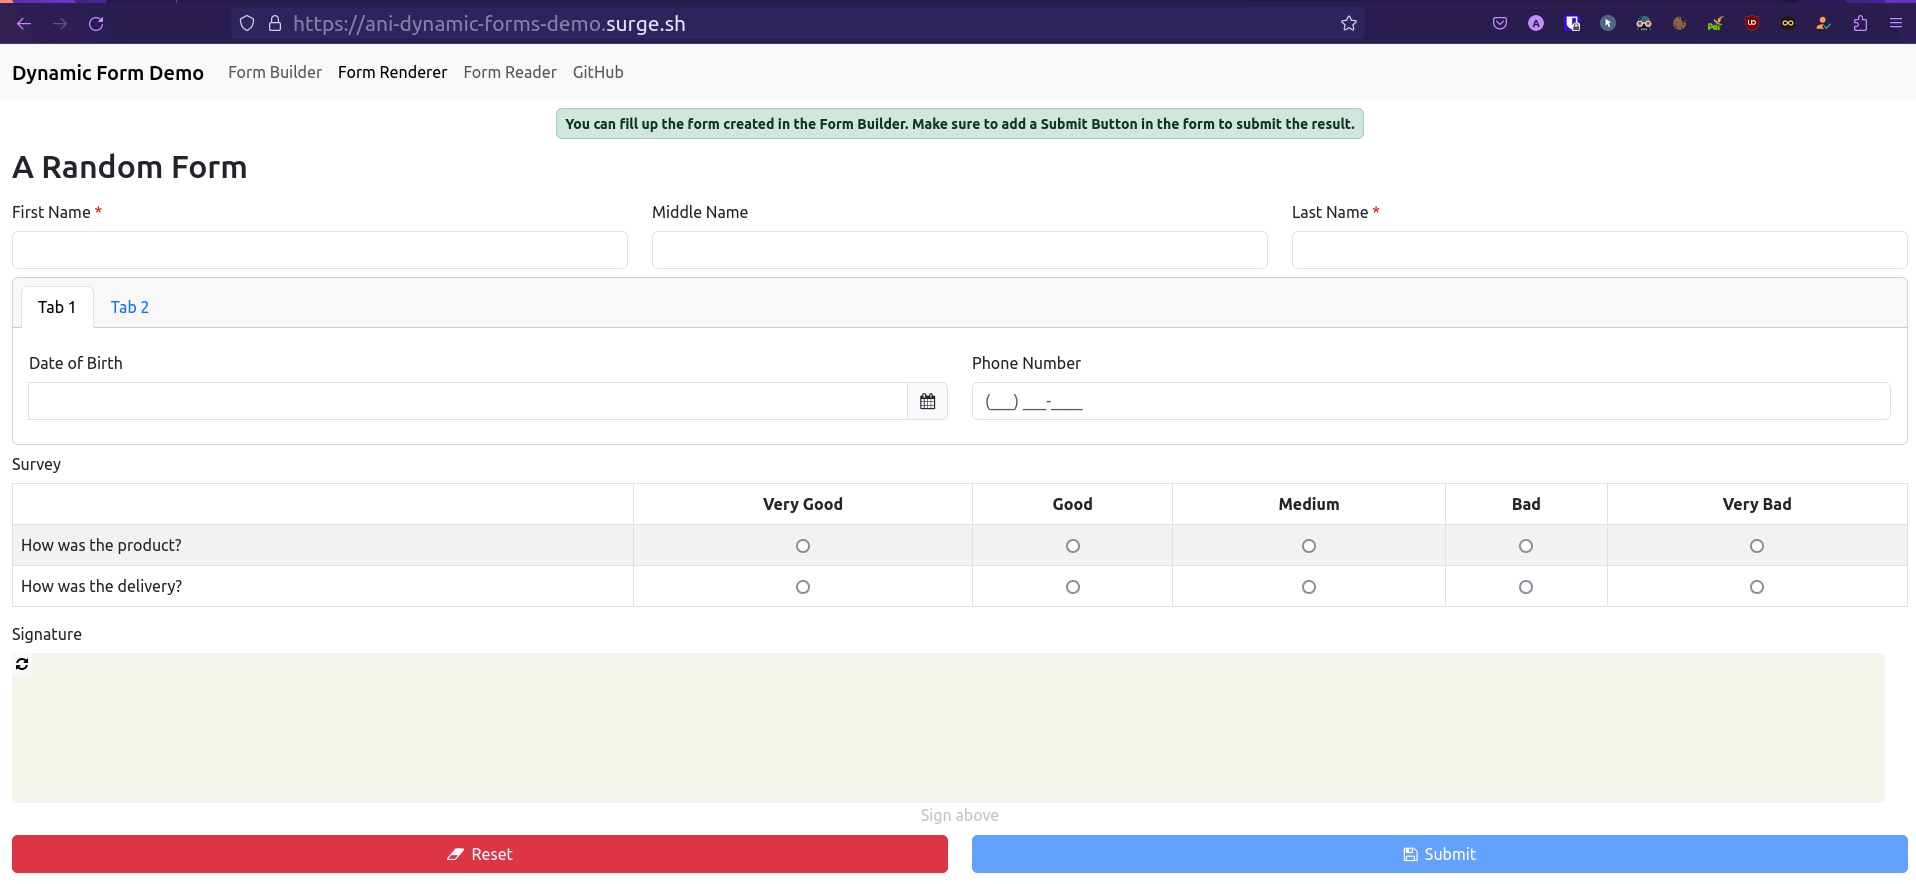 https://ani-dynamic-forms-demo.surge.sh
Dynamic Form Demo Form Builder Form Renderer Form Reader GitHub
You can fill up the form created in the Form Builder. Make sure to add a Submit Button in the form to submit the result.
A Random Form
First Name * Middle Name Last Name *
Tab 1 Tab 2
Date of Birth Phone Number
(___) ___-____
Survey
Very Good Good Medium Bad Very Bad
How was the product?
How was the delivery?
Signature
Sign above
Reset Submit